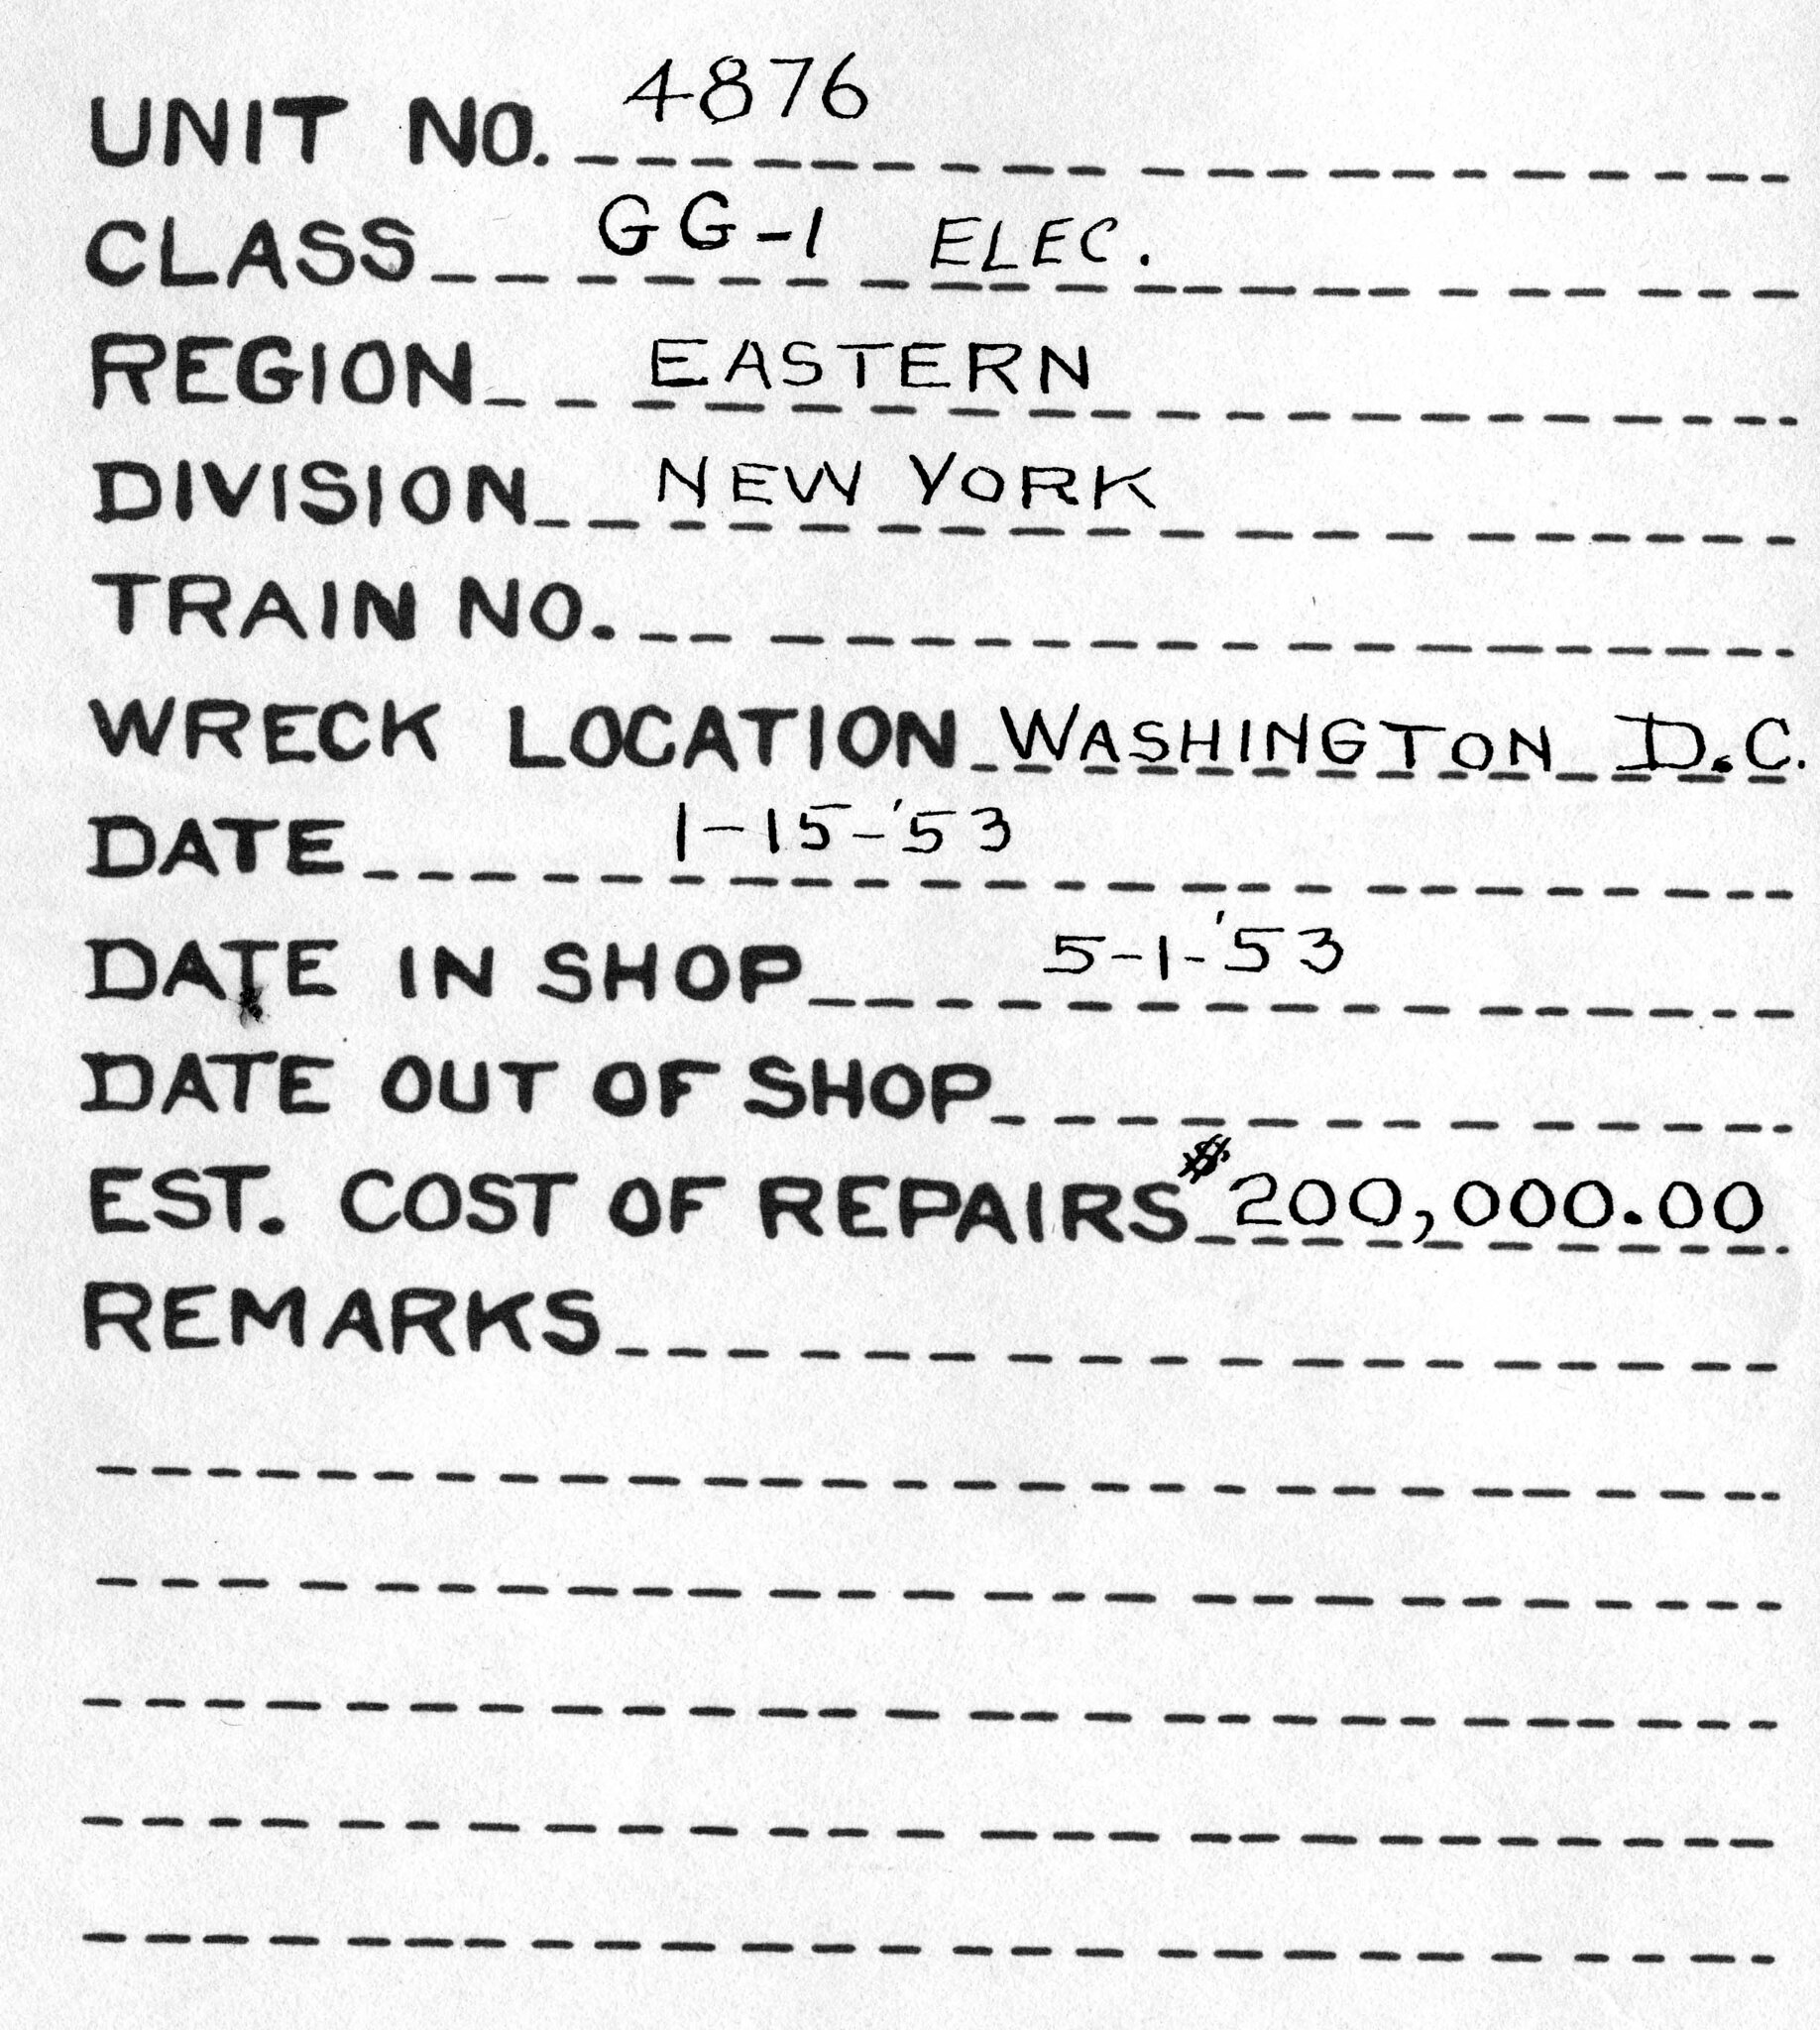 UNIT NO. 4876
CLASS GG-1 ELEC.
REGION EASTERN
DIVISION NEW YORK
TRAIN NO.
WRECK LOCATION WASHINGTON D.C.
DATE 1-15-'53
DATE IN SHOP 5-1-'53
DATE OUT OF SHOP
EST. COST OF REPAIRS $200,000.00
REMARKS